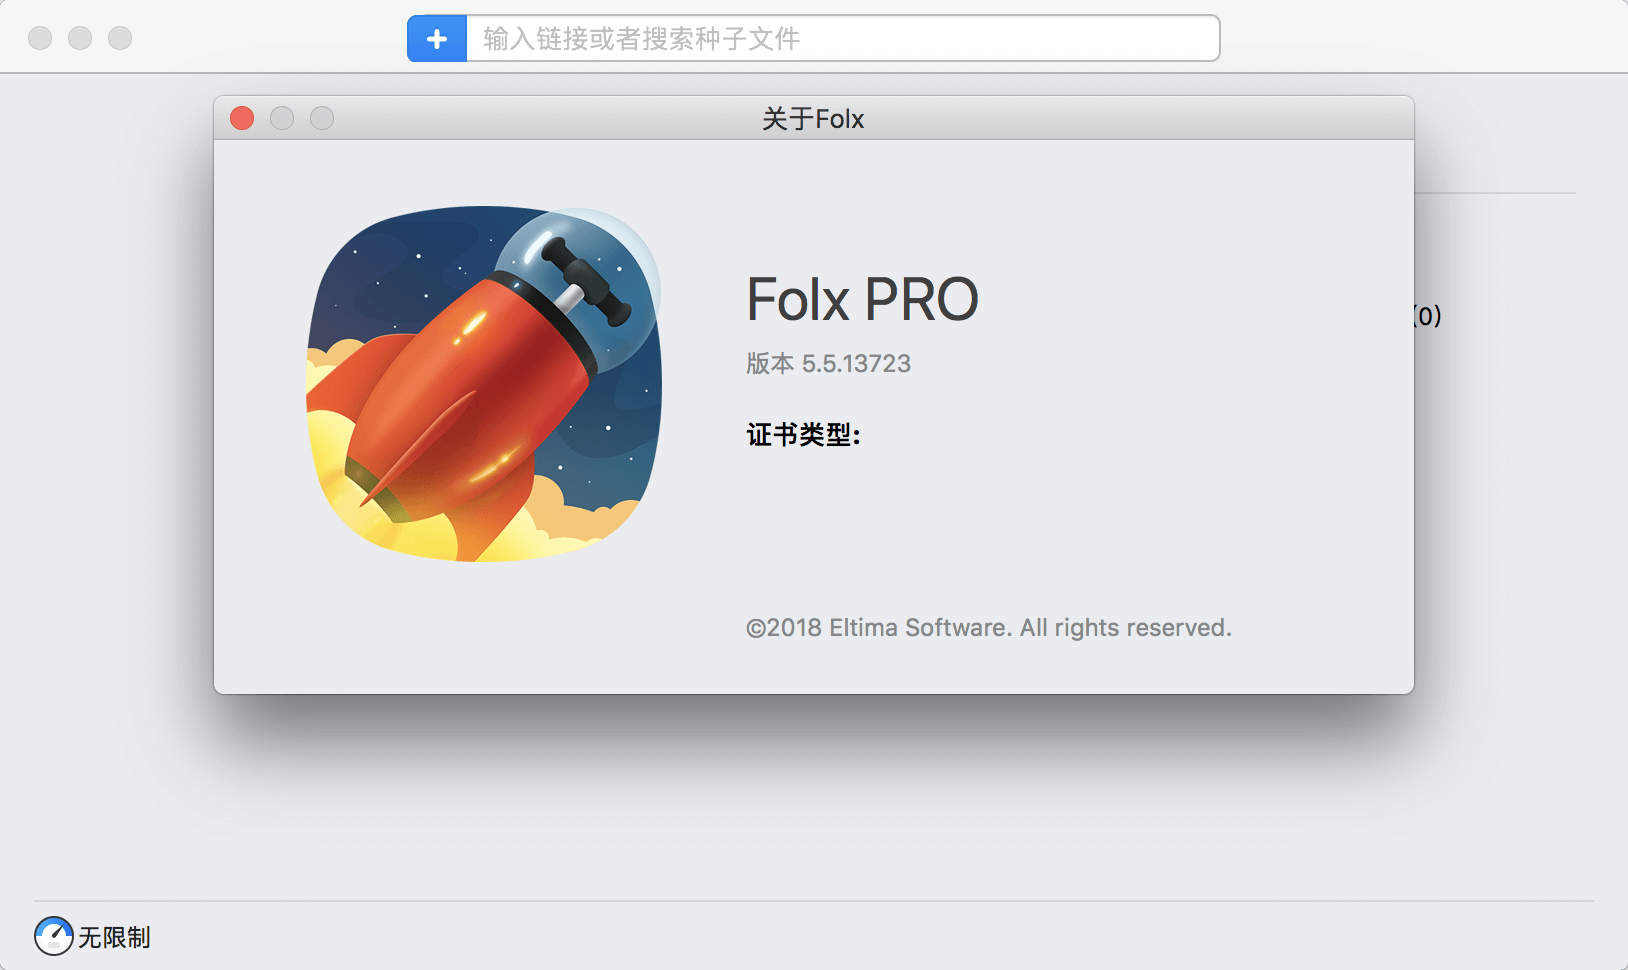 输入链接或者搜索种子文件
关于Folx
Folx PRO
(0)
版本 5.5.13723
证书类型:
©2018 Eltima Software. All rights reserved.
无限制